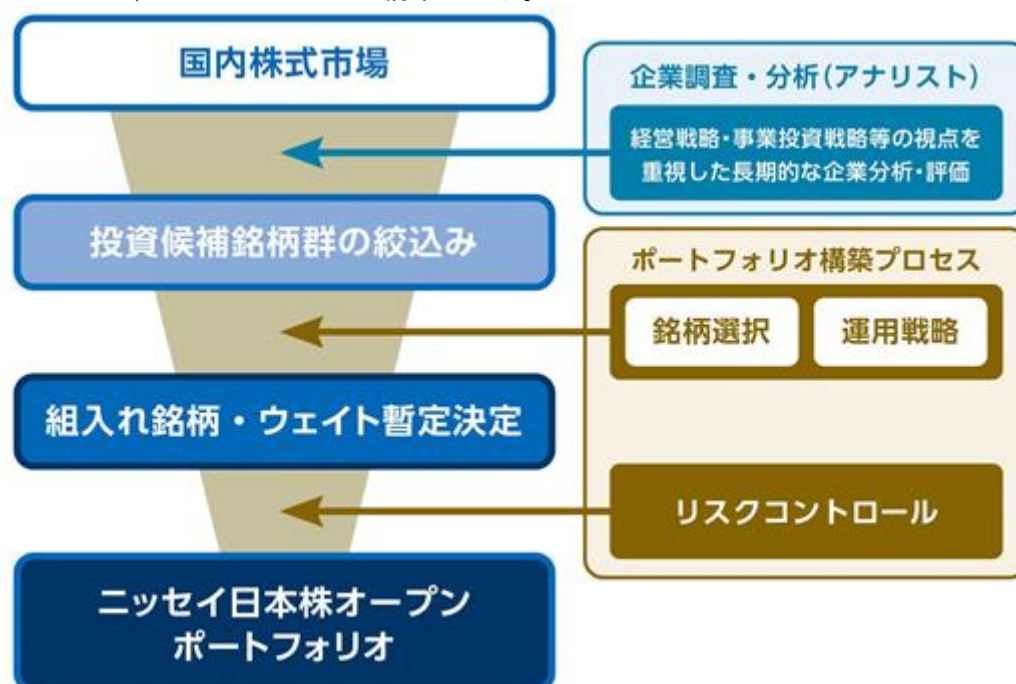 国内株式市場
企業調査・分析(アナリスト)
経営戦略・事業投資戦略等の視点を
重視した長期的な企業分析・評価
投資候補銘柄群の絞込み
ポートフォリオ構築プロセス
銘柄選択
運用戦略
組入れ銘柄・ウェイト暫定決定
リスクコントロール
ニッセイ日本株オープン
ポートフォリオ